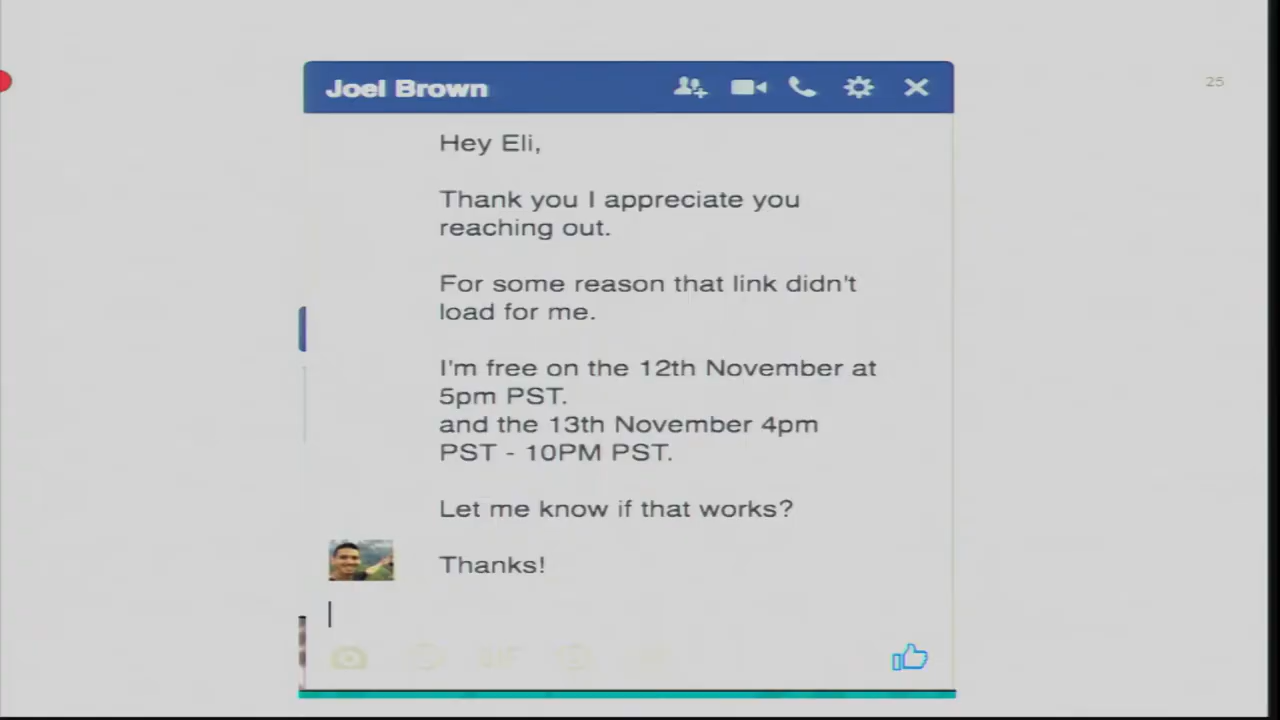 Joel Brown
25
Hey Eli,
Thank you I appreciate you
reaching out.
For some reason that link didn't
load for me.
I'm free on the 12th November at
5pm PST.
and the 13th November 4pm
PST - 10PM PST.
Let me know if that works?
Thanks!
GIF